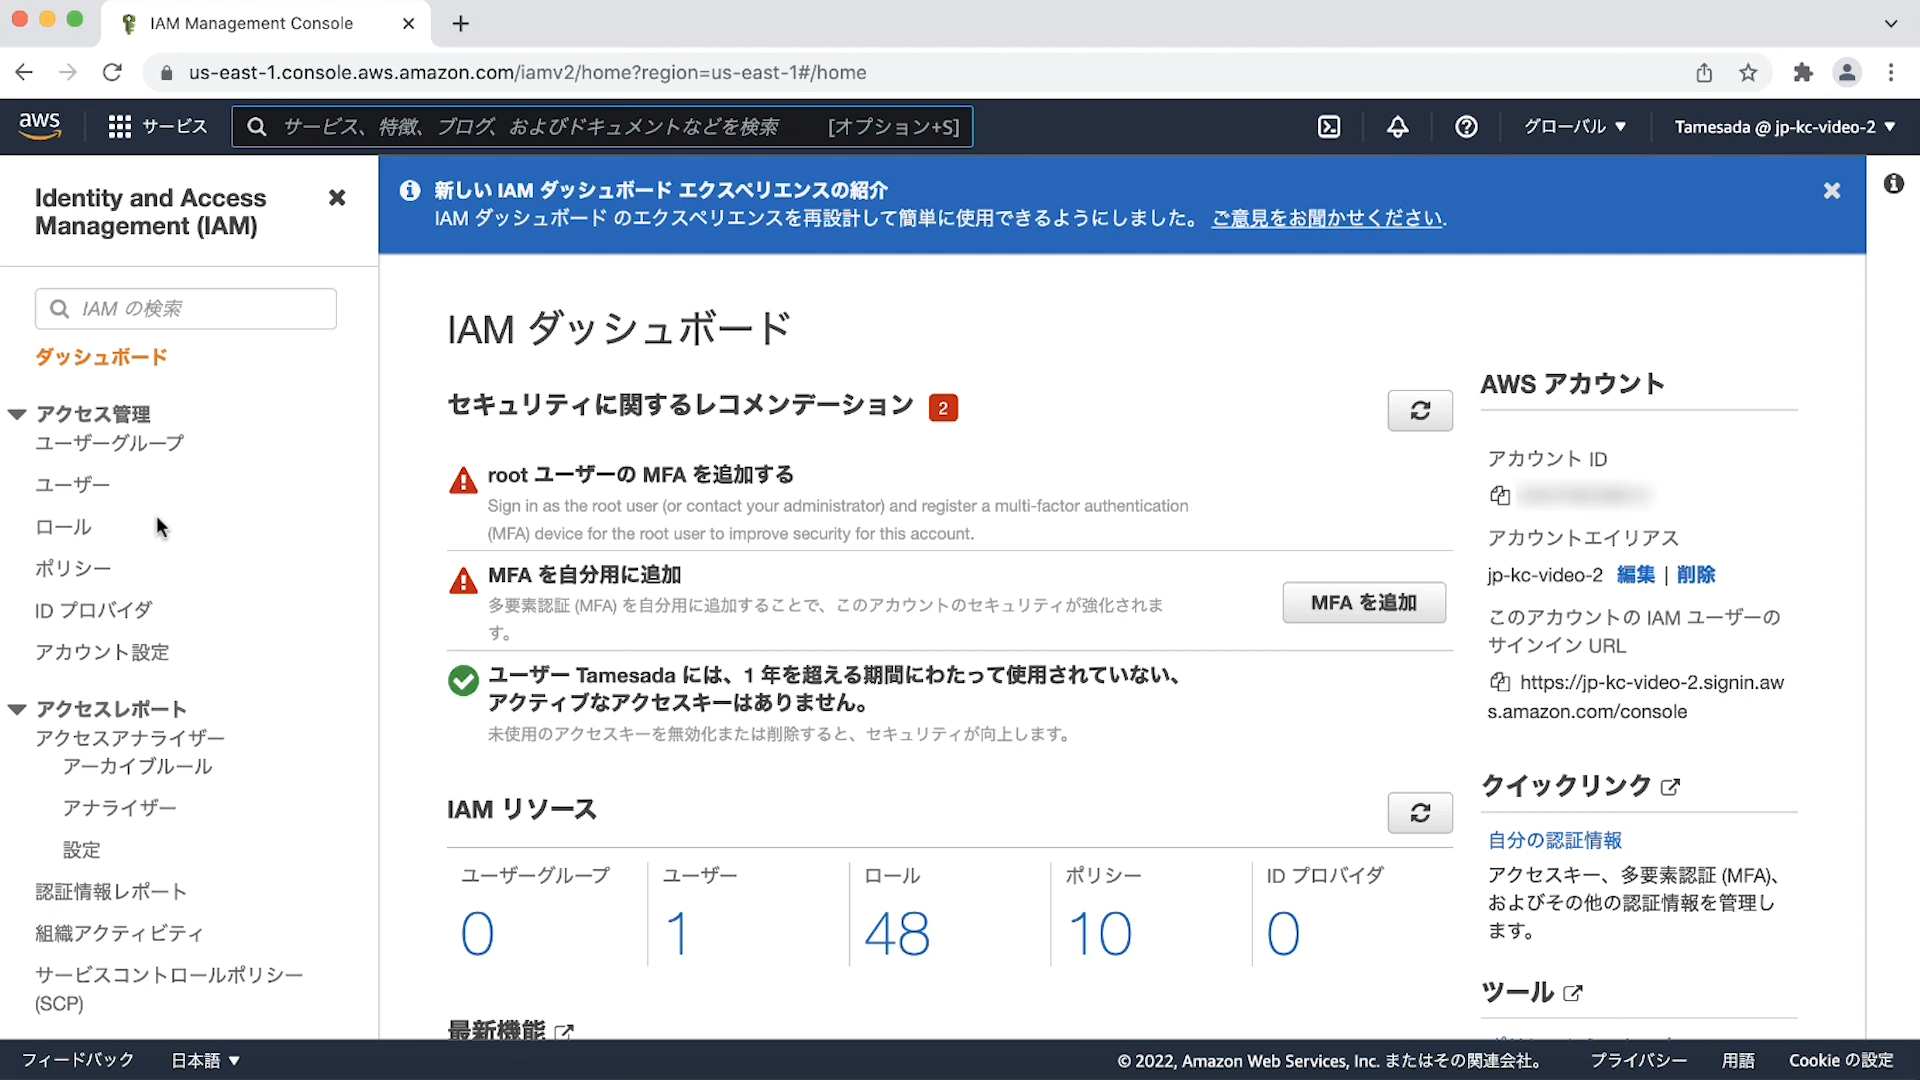 IAM Management Console
us-east-1.console.aws.amazon.com/iamv2/home?region=us-east-1#/home
aws
サービス
サービス、特徴、ブログ、およびドキュメントなどを検索
[オプション+S]
グローバル ▼
Tamesada @ jp-kc-video-2 ▼
Identity and Access
Management (IAM)
IAM の検索
ダッシュボード
アクセス管理
ユーザーグループ
ユーザー
ロール
ポリシー
ID プロバイダ
アカウント設定
アクセスレポート
アクセスアナライザー
アーカイブルール
アナライザー
設定
認証情報レポート
組織アクティビティ
サービスコントロールポリシー
(SCP)
新しい IAM ダッシュボード エクスペリエンスの紹介
IAM ダッシュボード のエクスペリエンスを再設計して簡単に使用できるようにしました。 ご意見をお聞かせください.
IAM ダッシュボード
セキュリティに関するレコメンデーション 2
root ユーザーの MFA を追加する
Sign in as the root user (or contact your administrator) and register a multi-factor authentication
(MFA) device for the root user to improve security for this account.
MFA を自分用に追加
多要素認証 (MFA) を自分用に追加することで、このアカウントのセキュリティが強化されま
す。
MFA を追加
ユーザー Tamesada には、1 年を超える期間にわたって使用されていない、
アクティブなアクセスキーはありません。
未使用のアクセスキーを無効化または削除すると、セキュリティが向上します。
IAM リソース
ユーザーグループ
0
ユーザー
1
ロール
48
ポリシー
10
ID プロバイダ
0
最新機能
AWS アカウント
アカウント ID
アカウントエイリアス
jp-kc-video-2 編集 | 削除
このアカウントの IAM ユーザーの
サインイン URL
https://jp-kc-video-2.signin.aw
s.amazon.com/console
クイックリンク
自分の認証情報
アクセスキー、多要素認証 (MFA)、
およびその他の認証情報を管理し
ます。
ツール
フィードバック
日本語 ▼
© 2022, Amazon Web Services, Inc. またはその関連会社。
プライバシー
用語
Cookie の設定